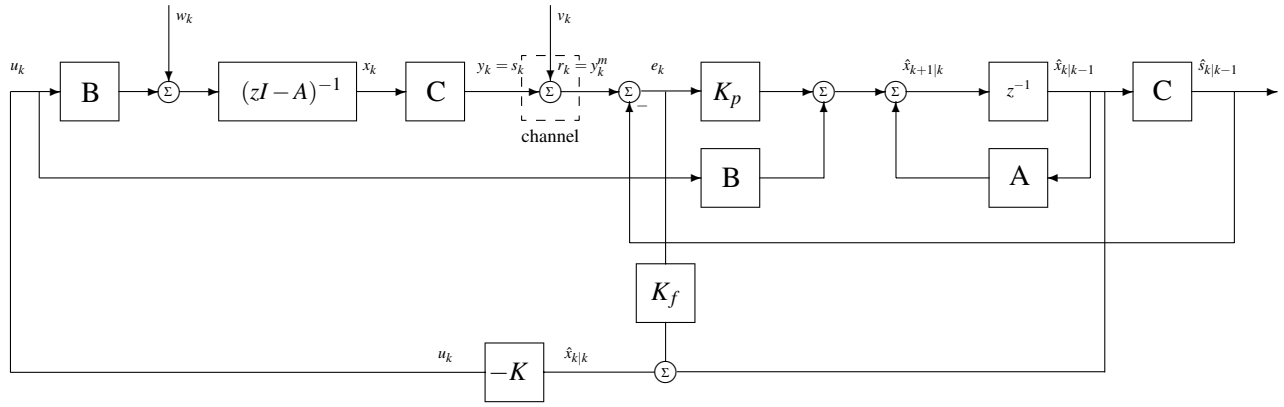 w_k
v_k
u_k
B
Σ
(zI − A)^{-1}
x_k
C
y_k = s_k
r_k = y_k^m
Σ
channel
Σ
−
e_k
K_p
Σ
Σ
x̂_{k+1|k}
z^{-1}
x̂_{k|k−1}
C
ŝ_{k|k−1}
B
A
K_f
u_k
−K
x̂_{k|k}
Σ